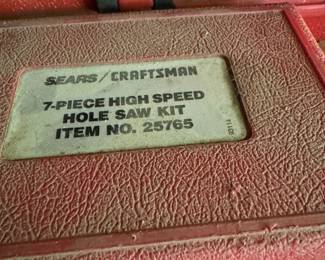 SEARS/CRAFTSMAN
7-PIECE HIGH SPEED
HOLE SAW KIT
ITEM NO. 25765